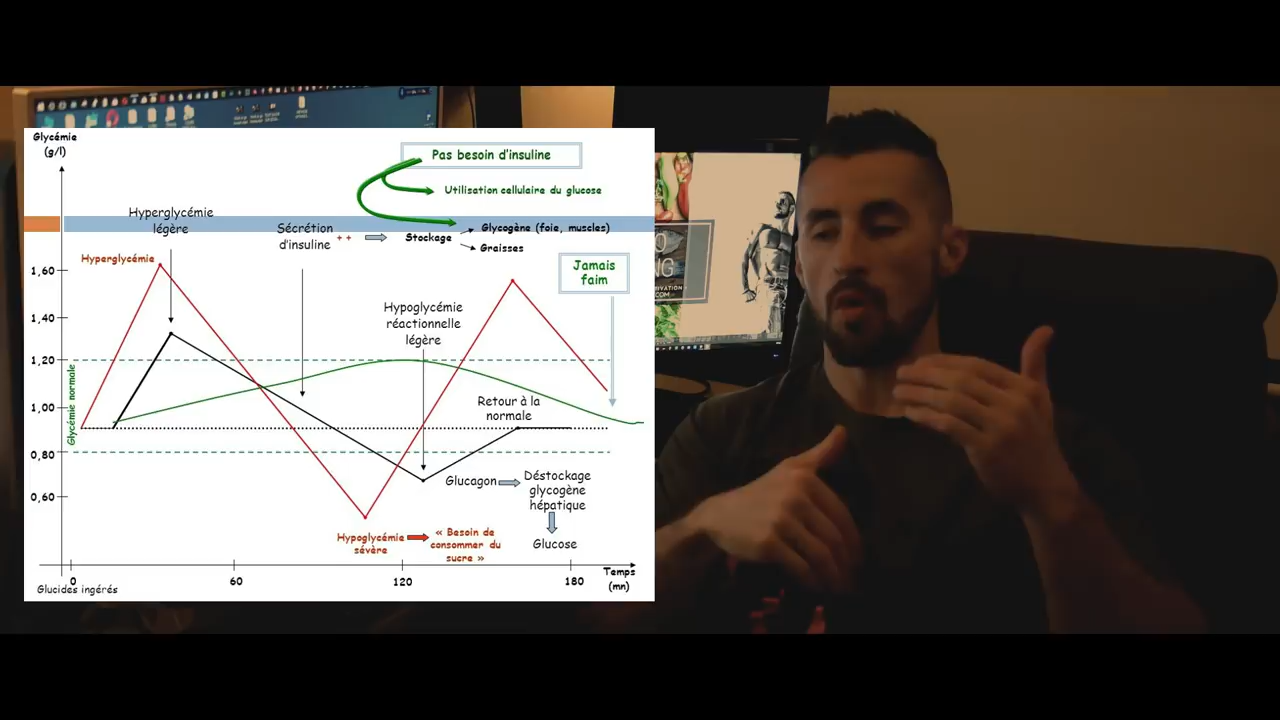 Glycémie
(g/l)
Pas besoin d'insuline
Utilisation cellulaire du glucose
Hyperglycémie
légère
Sécrétion
d'insuline
++
Stockage
Glycogène (foie, muscles)
Graisses
Hyperglycémie
Jamais
faim
1,60
1,40
1,20
1,00
0,80
0,60
Glycémie normale
Hypoglycémie
réactionnelle
légère
Retour à la
normale
Glucagon
Déstockage
glycogène
hépatique
Glucose
Hypoglycémie
sévère
« Besoin de
consommer du
sucre »
0
60
120
180
Temps
(mn)
Glucides ingérés